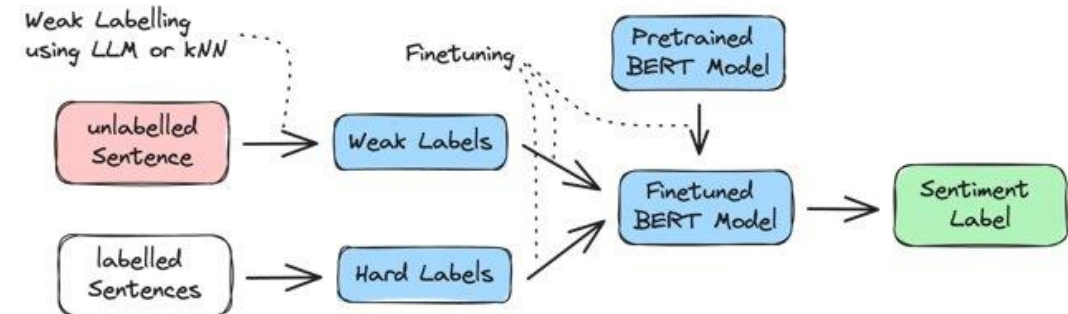 Weak Labelling
using LLM or kNN
Finetuning
Pretrained
BERT Model
unlabelled
Sentence
Weak Labels
Finetuned
BERT Model
Sentiment
Label
labelled
Sentences
Hard Labels